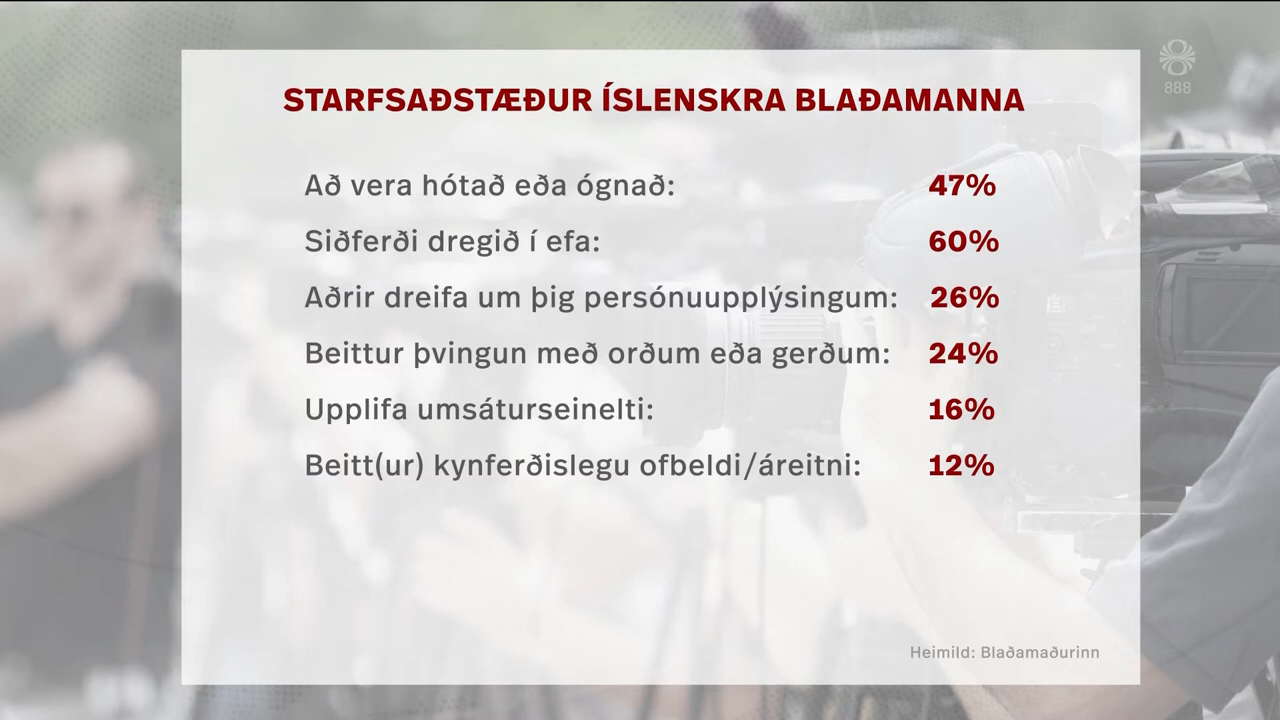 888
STARFSAÐSTÆÐUR ÍSLENSKRA BLAÐAMANNA
Að vera hótað eða ógnað: 47%
Siðferði dregið í efa: 60%
Aðrir dreifa um þig persónuupplýsingum: 26%
Beittur þvingun með orðum eða gerðum: 24%
Upplifa umsáturseinelti: 16%
Beitt(ur) kynferðislegu ofbeldi/áreitni: 12%
Heimild: Blaðamaðurinn